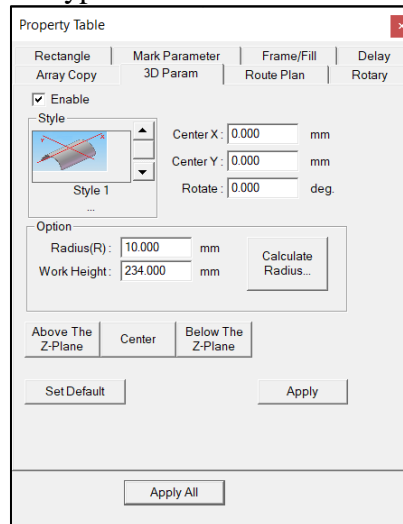 Property Table
Rectangle Mark Parameter Frame/Fill Delay
Array Copy 3D Param Route Plan Rotary
Enable
Style
Y X
Style 1
...
Center X : 0.000 mm
Center Y : 0.000 mm
Rotate : 0.000 deg.
Option
Radius(R) : 10.000 mm
Work Height : 234.000 mm
Calculate
Radius...
Above The
Z-Plane
Center
Below The
Z-Plane
Set Default
Apply
Apply All